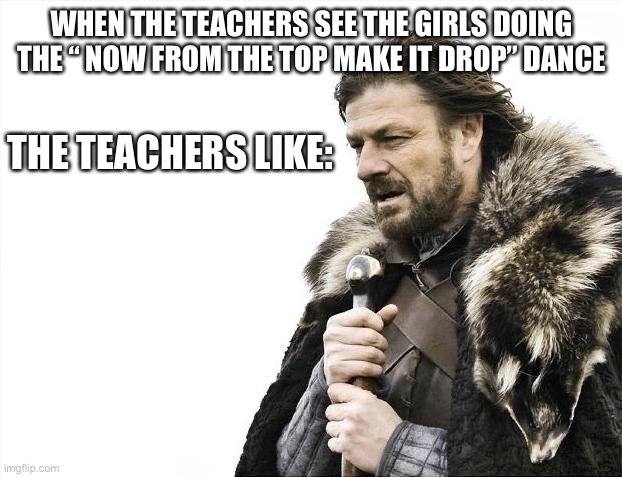 WHEN THE TEACHERS SEE THE GIRLS DOING
THE “ NOW FROM THE TOP MAKE IT DROP” DANCE
THE TEACHERS LIKE:
imgflip.com